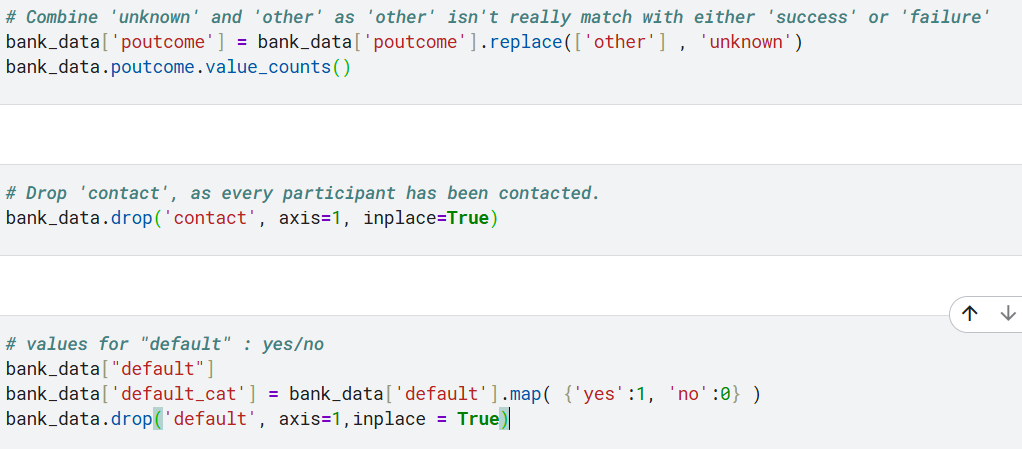 # Combine 'unknown' and 'other' as 'other' isn't really match with either 'success' or 'failure'
bank_data['poutcome'] = bank_data['poutcome'].replace(['other'] , 'unknown')
bank_data.poutcome.value_counts()
# Drop 'contact', as every participant has been contacted.
bank_data.drop('contact', axis=1, inplace=True)
# values for "default" : yes/no
bank_data["default"]
bank_data['default_cat'] = bank_data['default'].map( {'yes':1, 'no':0} )
bank_data.drop('default', axis=1,inplace = True)